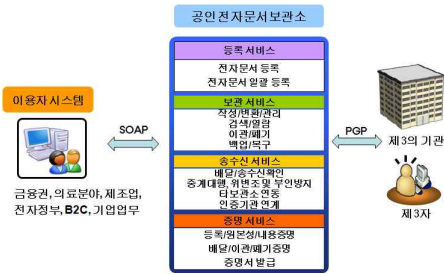 공인전자문서보관소
등록 서비스
전자문서 등록
전자문서 일괄 등록
보관 서비스
작성/변환/관리
검색/열람
이관/폐기
백업/복구
송수신 서비스
배달/송수신확인
중계대행, 위변조 및 부인방지
타보관소 연동
인증기관 연계
증명 서비스
등록/원본성/내용증명
배달/이관/폐기증명
증명서 발급
이용자시스템
금융권, 의료분야, 제조업,
전자정부, B2C, 기업업무
SOAP
PGP
제3의 기관
제3자